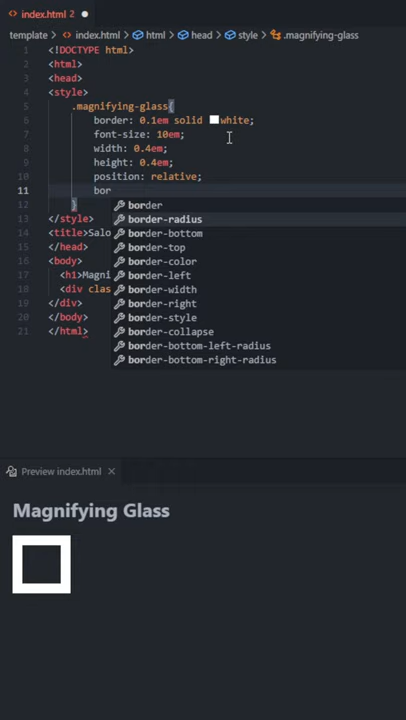 index.html 2
template > index.html > html > head > style > .magnifying-glass
1 <!DOCTYPE html>
2 <html>
3 <head>
4 <style>
5 .magnifying-glass{
6 border: 0.1em solid white;
7 font-size: 10em;
8 width: 0.4em;
9 height: 0.4em;
10 position: relative;
11 bor
12 }
border
13 </style>
border-radius
14 <title>Salo
border-bottom
15 </head>
border-top
16 <body>
border-color
17 <h1>Magni
border-left
18 <div clas
border-width
19 </div>
border-right
20 </body>
border-style
21 </html>
border-collapse
border-bottom-left-radius
border-bottom-right-radius
Preview index.html
Magnifying Glass